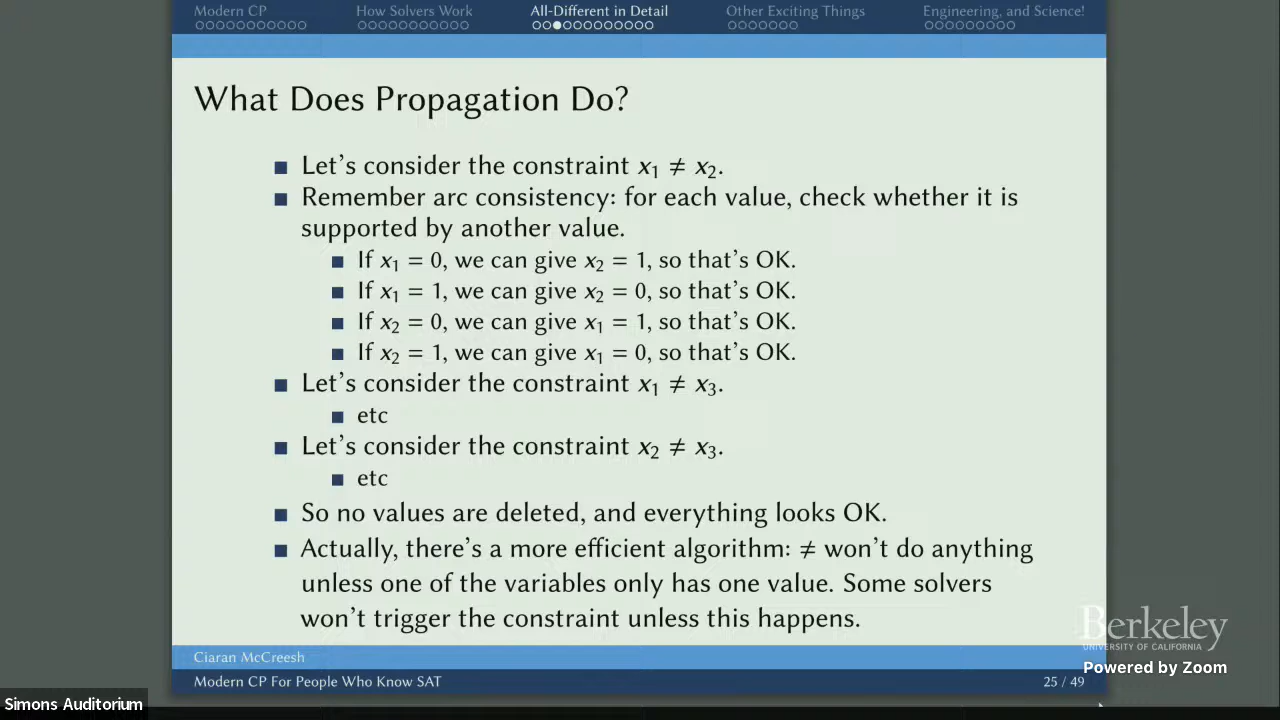 Modern CP How Solvers Work All-Different in Detail Other Exciting Things Engineering, and Science!
What Does Propagation Do?
Let's consider the constraint x₁ ≠ x₂.
Remember arc consistency: for each value, check whether it is
supported by another value.
If x₁ = 0, we can give x₂ = 1, so that's OK.
If x₁ = 1, we can give x₂ = 0, so that's OK.
If x₂ = 0, we can give x₁ = 1, so that's OK.
If x₂ = 1, we can give x₁ = 0, so that's OK.
Let's consider the constraint x₁ ≠ x₃.
etc
Let's consider the constraint x₂ ≠ x₃.
etc
So no values are deleted, and everything looks OK.
Actually, there's a more efficient algorithm: ≠ won't do anything
unless one of the variables only has one value. Some solvers
won't trigger the constraint unless this happens.
Berkeley
UNIVERSITY OF CALIFORNIA
Powered by Zoom
Ciaran McCreesh
Modern CP For People Who Know SAT 25 / 49
Simons Auditorium